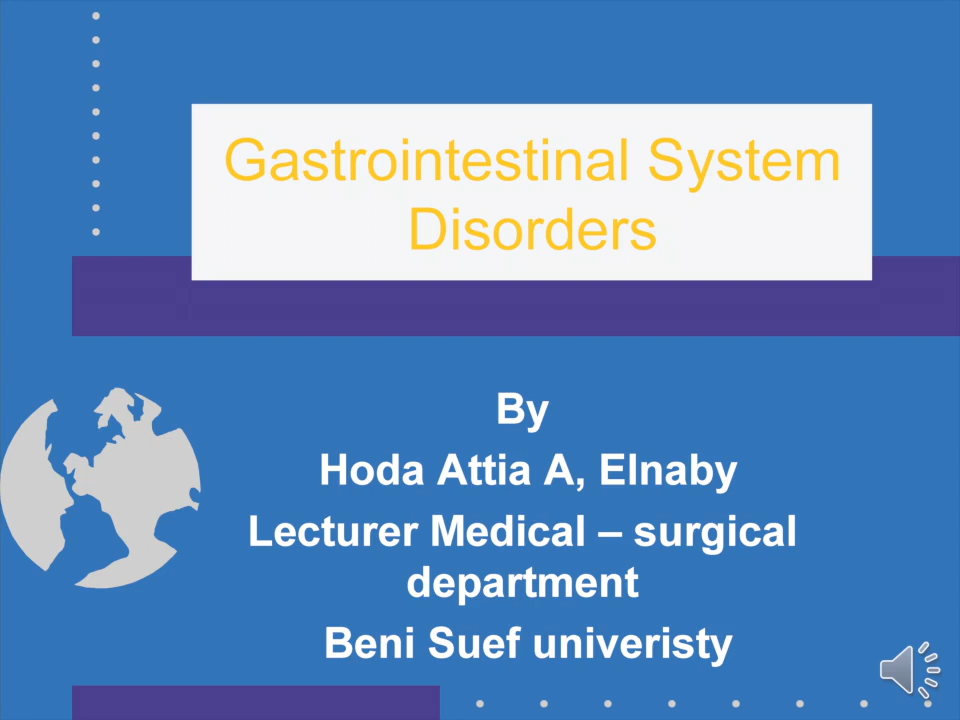 Gastrointestinal System
Disorders
By
Hoda Attia A, Elnaby
Lecturer Medical – surgical
department
Beni Suef univeristy